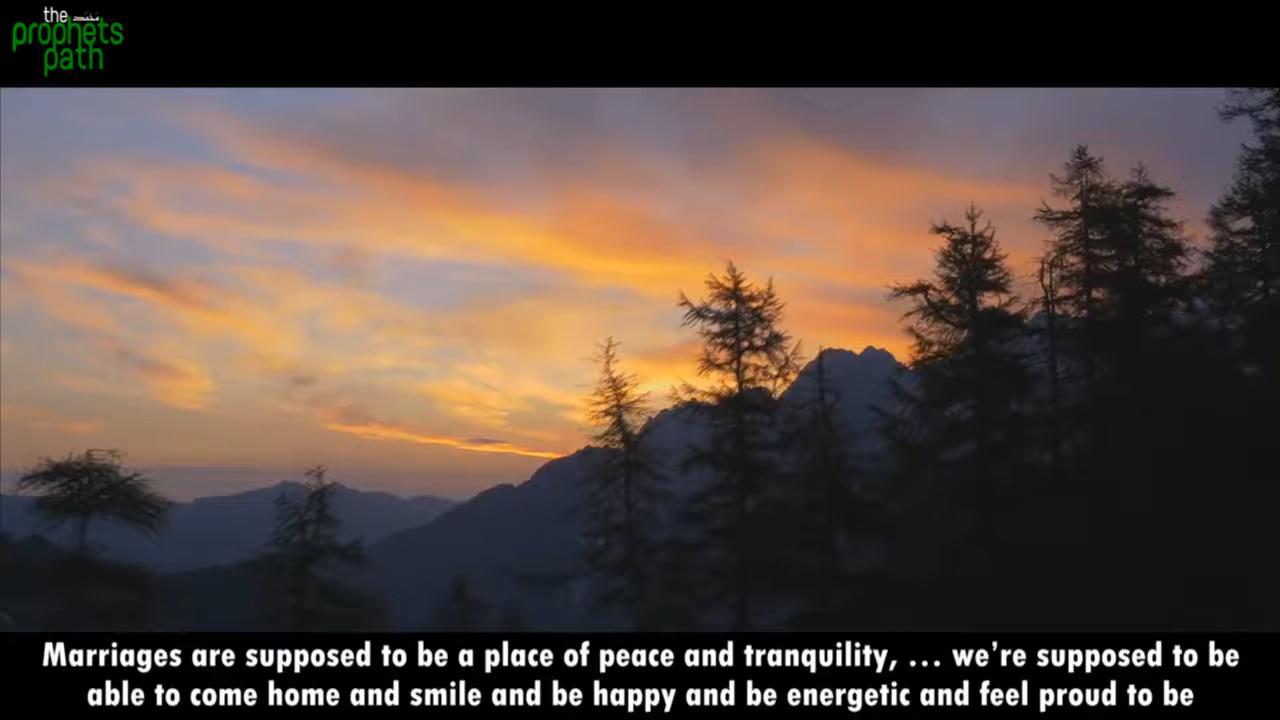 the
prophets
path
Marriages are supposed to be a place of peace and tranquility, ... we're supposed to be
able to come home and smile and be happy and be energetic and feel proud to be